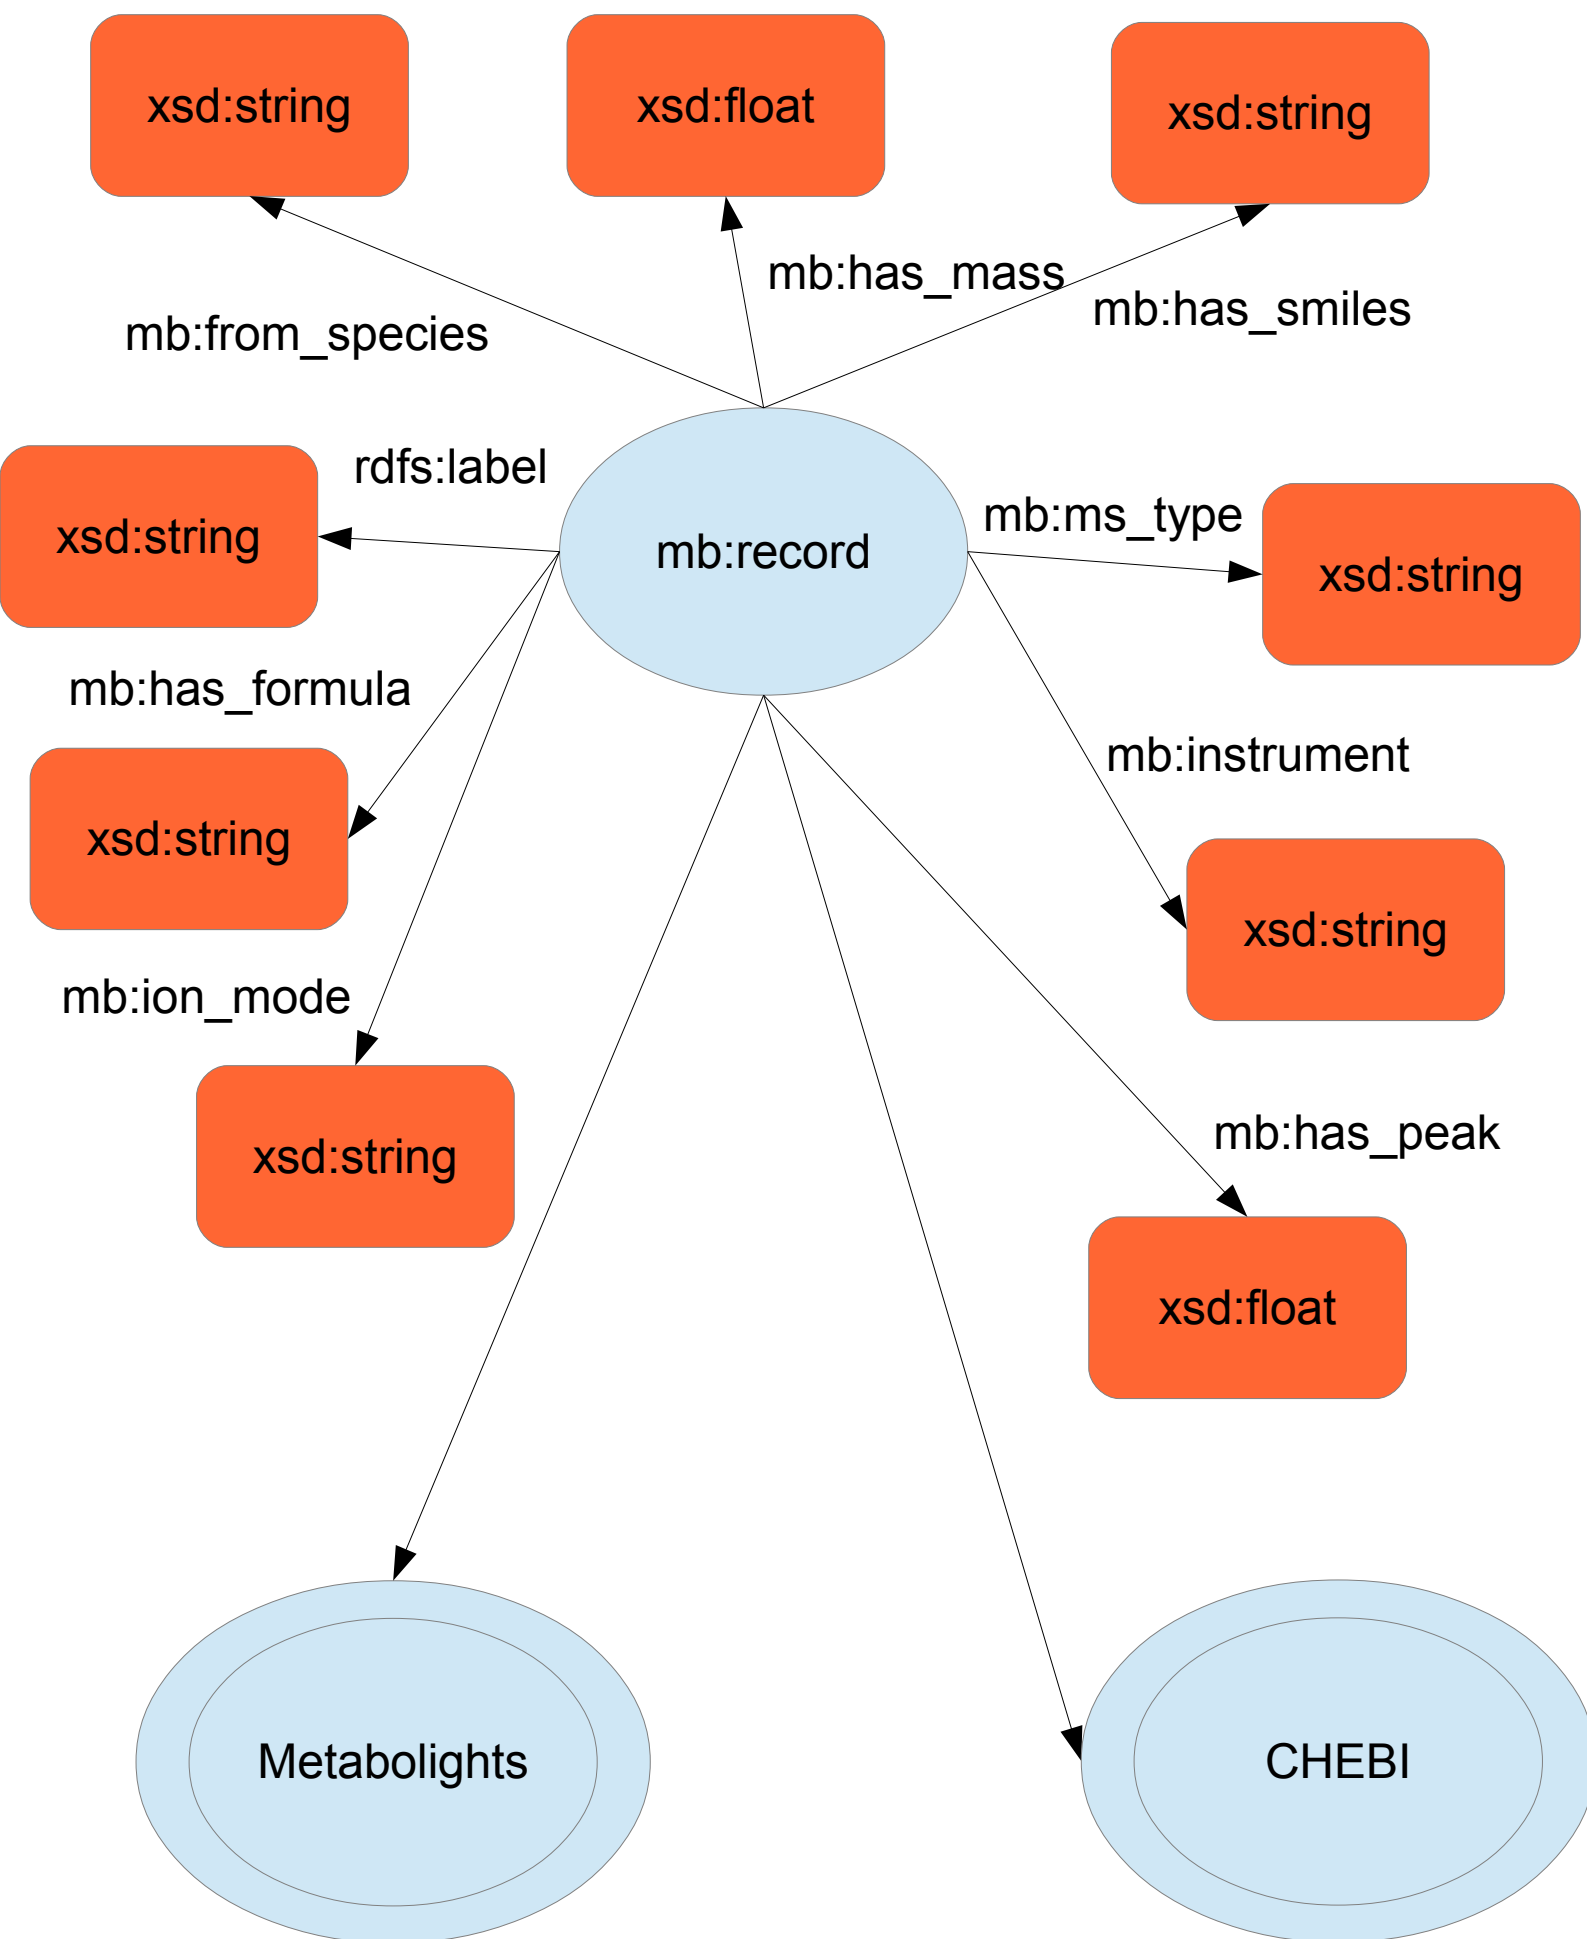 xsd:string
xsd:float
xsd:string
mb:has_mass
mb:has_smiles
mb:from_species
rdfs:label
mb:ms_type
xsd:string
mb:record
xsd:string
mb:has_formula
mb:instrument
xsd:string
xsd:string
mb:ion_mode
mb:has_peak
xsd:string
xsd:float
Metabolights
CHEBI